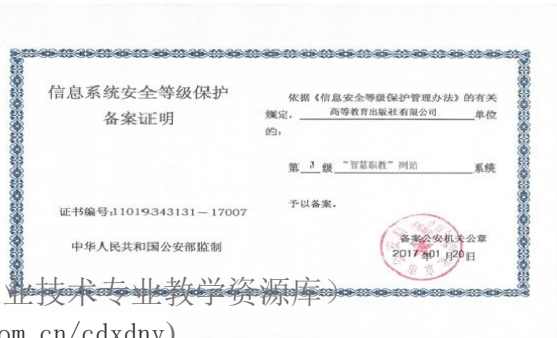 信息系统安全等级保护
备案证明
证书编号:11019343131-17007
中华人民共和国公安部监制
依据《信息安全等级保护管理办法》的有关
规定, 高等教育出版社有限公司 单位
的:
第 3 级 “智慧职教”网站 系统
予以备案。
备案公安机关公章
2017年01月20日
业技术专业教学资源库）
om.cn/cdxdny)